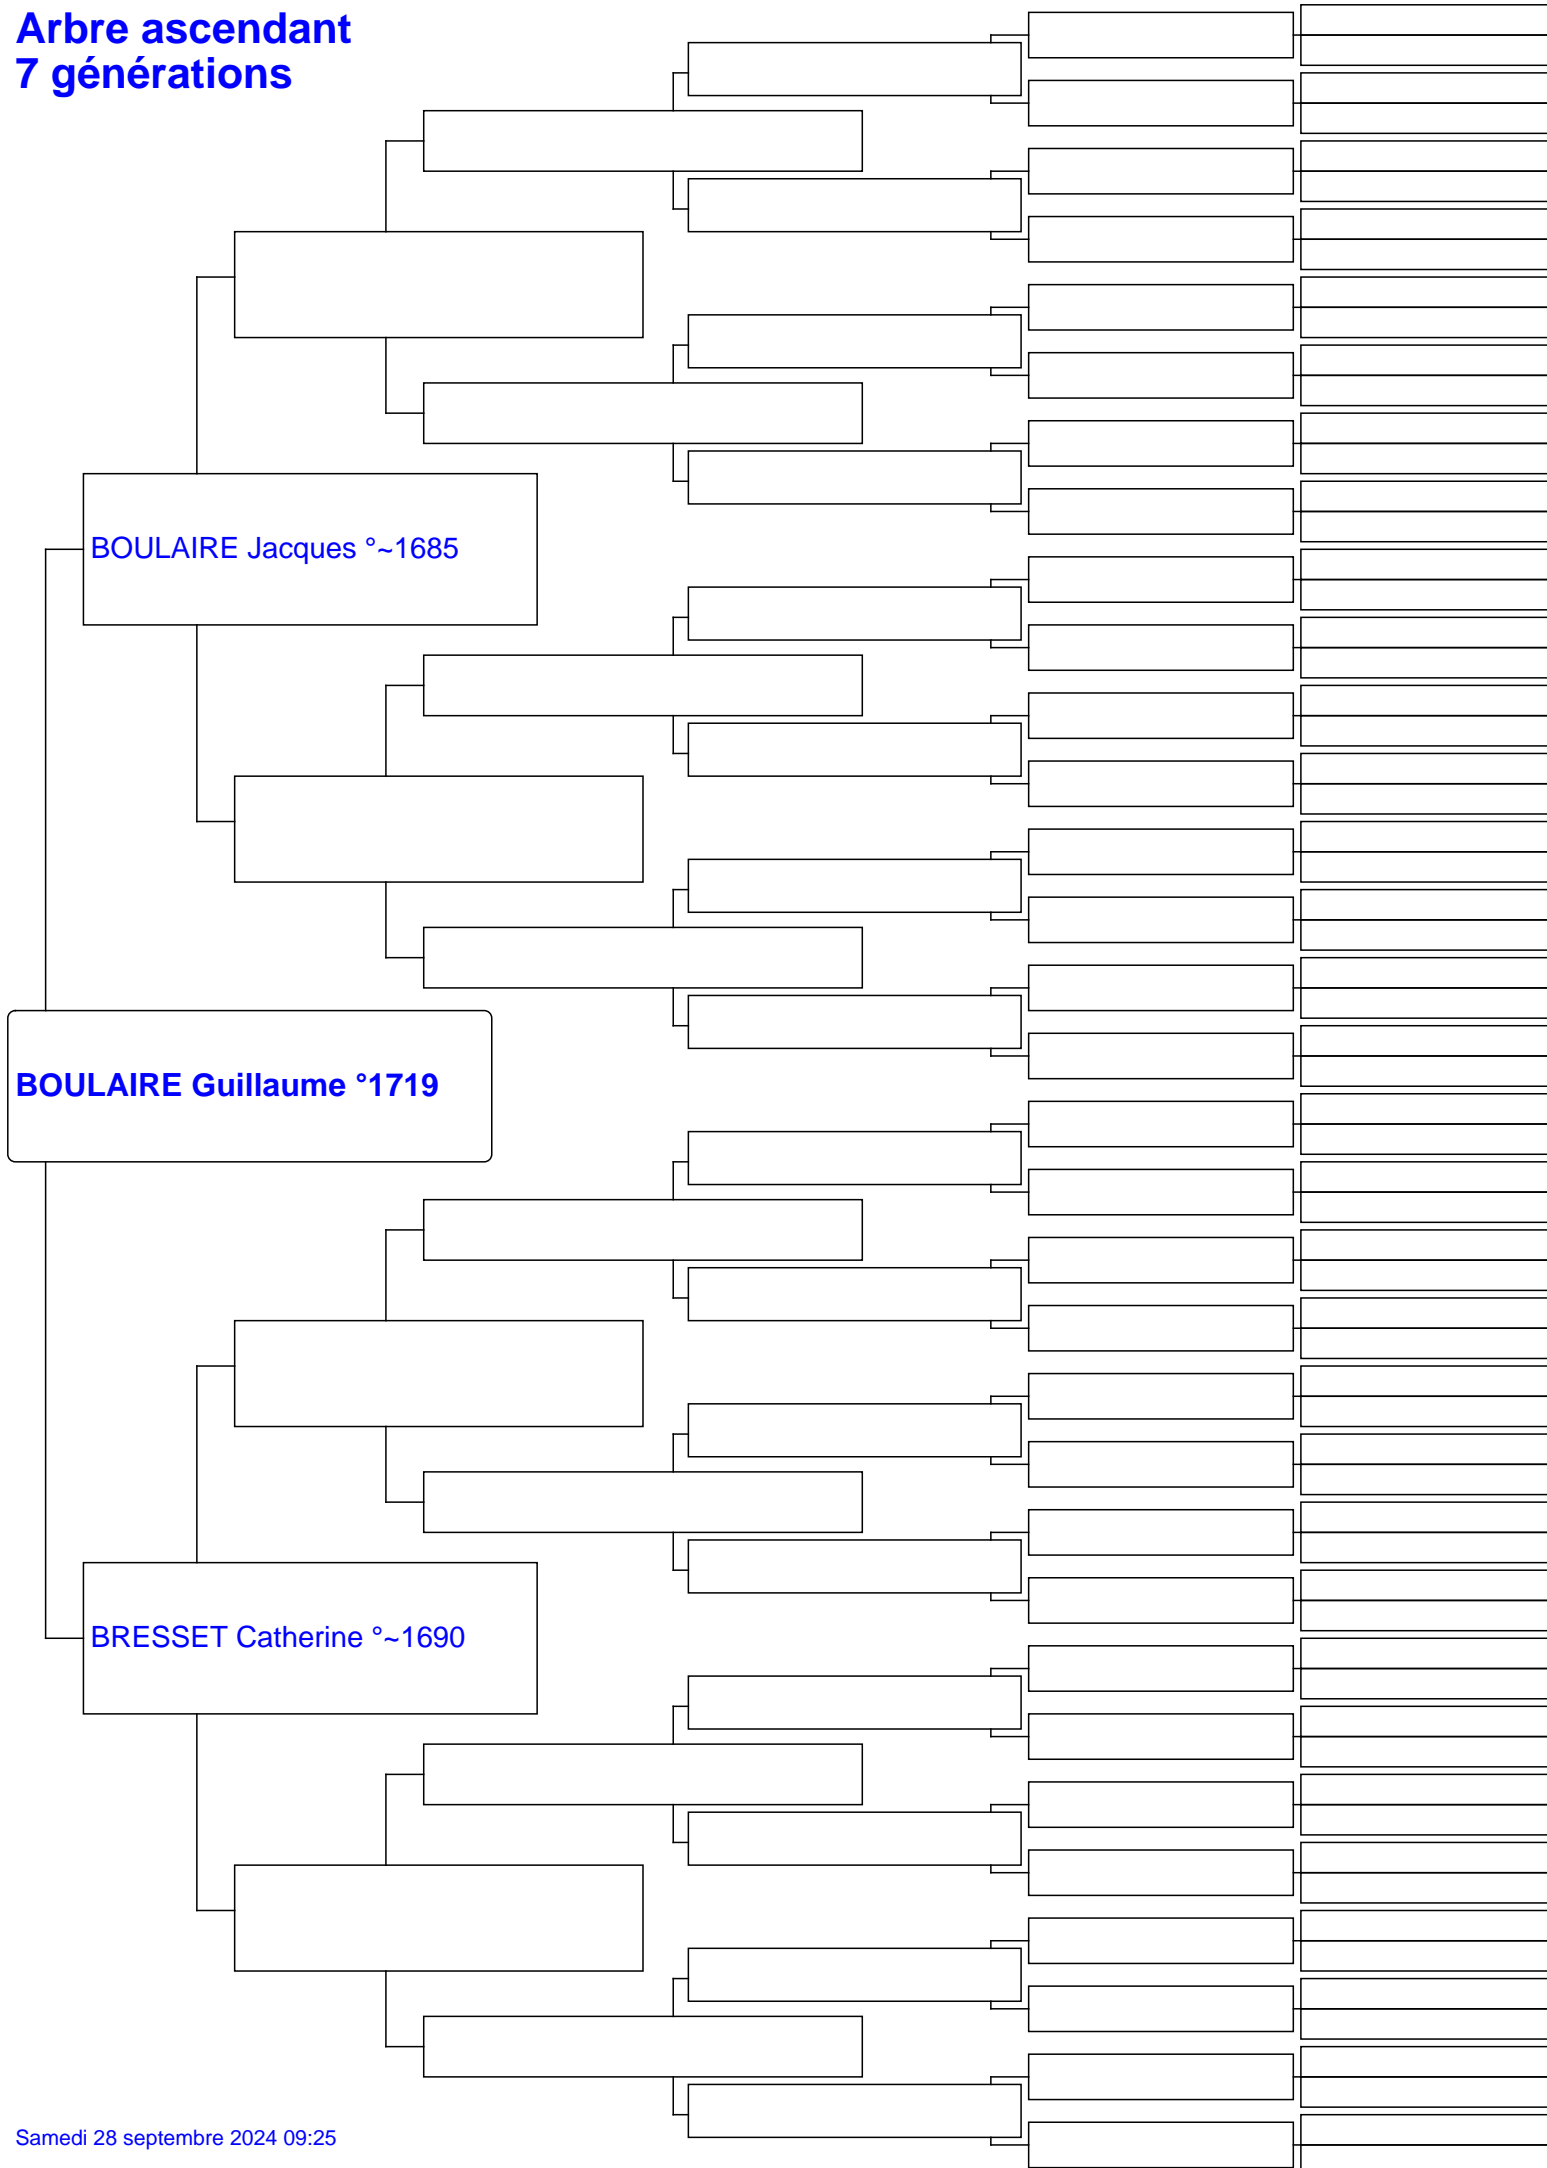 Arbre ascendant
7 générations
BOULAIRE Jacques °~1685
BOULAIRE Guillaume °1719
BRESSET Catherine °~1690
Samedi 28 septembre 2024 09:25